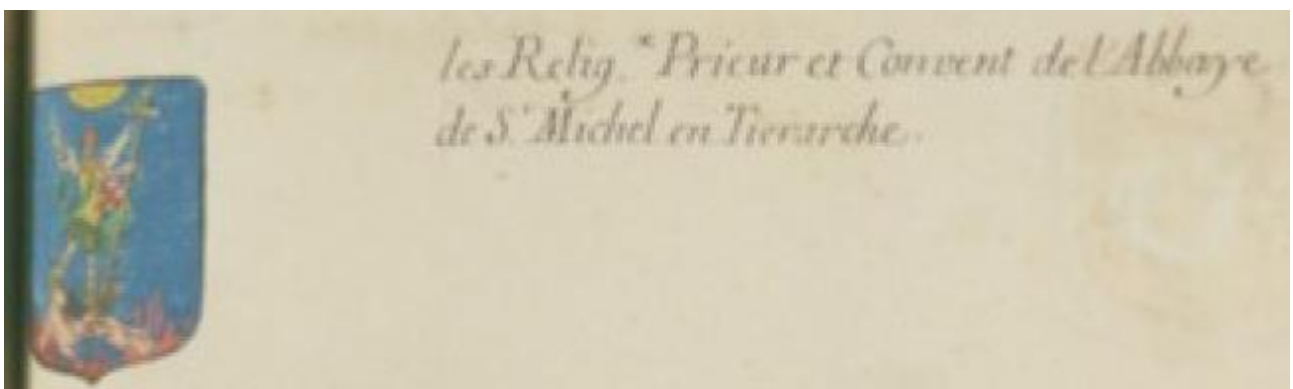 les Relig.x Prieur et Convent de l'Abbaye
de S.t Michel en Tierarche.